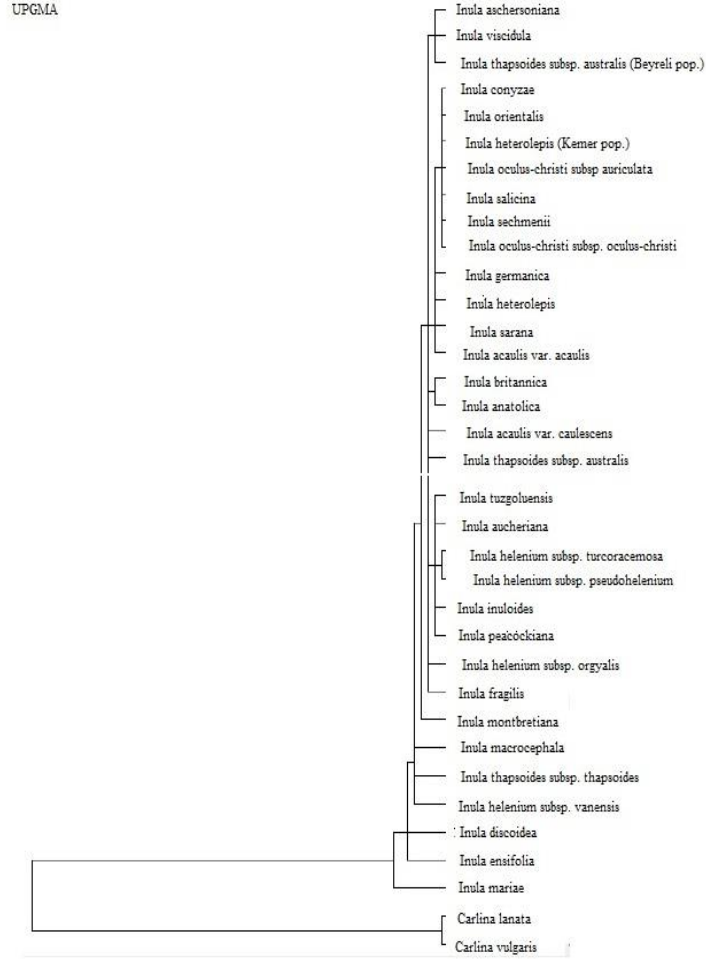 UPGMA
Inula aschersoniana
Inula viscidula
Inula thapsoides subsp. australis (Beyreli pop.)
Inula conyzae
Inula orientalis
Inula heterolepis (Kemer pop.)
Inula oculus-christi subsp auriculata
Inula salicina
Inula sechmenii
Inula oculus-christi subsp. oculus-christi
Inula germanica
Inula heterolepis
Inula sarana
Inula acaulis var. acaulis
Inula britannica
Inula anatolica
Inula acaulis var. caulescens
Inula thapsoides subsp. australis
Inula tuzgoluensis
Inula aucheriana
Inula helenium subsp. turcoracemosa
Inula helenium subsp. pseudohelenium
Inula inuloides
Inula peacockiana
Inula helenium subsp. orgyalis
Inula fragilis
Inula montbretiana
Inula macrocephala
Inula thapsoides subsp. thapsoides
Inula helenium subsp. vanensis
Inula discoidea
Inula ensifolia
Inula mariae
Carlina lanata
Carlina vulgaris